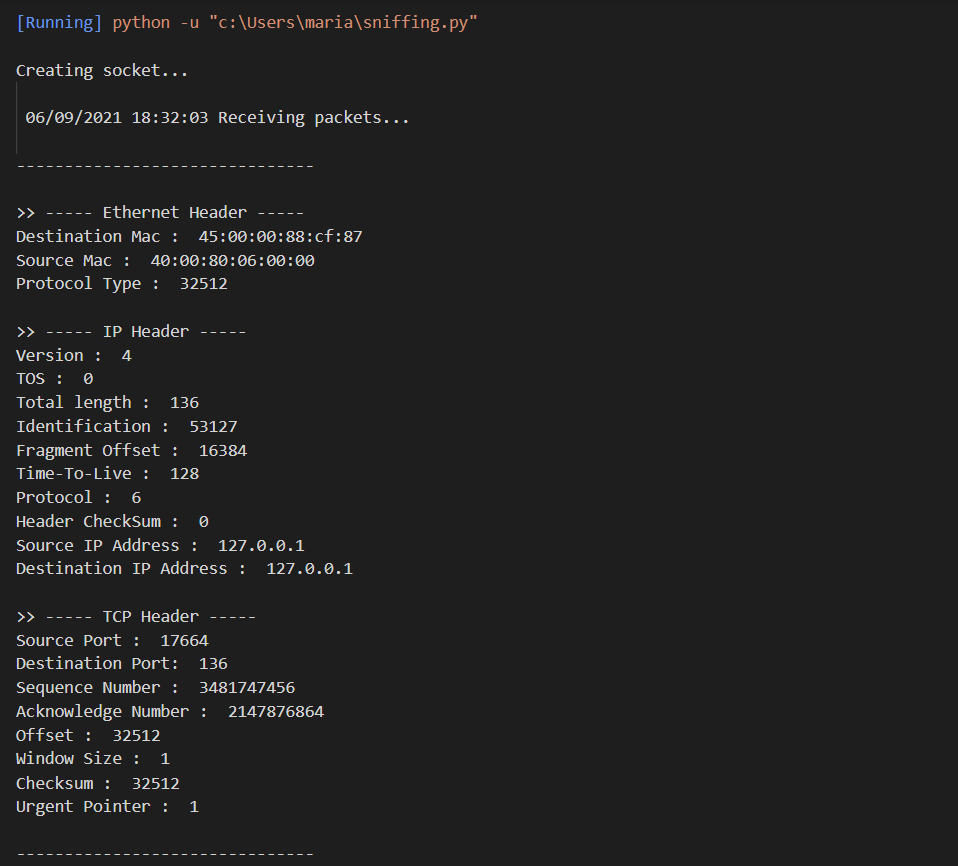 [Running] python -u "c:\Users\maria\sniffing.py"
Creating socket...
06/09/2021 18:32:03 Receiving packets...
-------------------------------
>> ----- Ethernet Header -----
Destination Mac :  45:00:00:88:cf:87
Source Mac :  40:00:80:06:00:00
Protocol Type :  32512
>> ----- IP Header -----
Version :  4
TOS :  0
Total length :  136
Identification :  53127
Fragment Offset :  16384
Time-To-Live :  128
Protocol :  6
Header CheckSum :  0
Source IP Address :  127.0.0.1
Destination IP Address :  127.0.0.1
>> ----- TCP Header -----
Source Port :  17664
Destination Port:  136
Sequence Number :  3481747456
Acknowledge Number :  2147876864
Offset :  32512
Window Size :  1
Checksum :  32512
Urgent Pointer :  1
-------------------------------